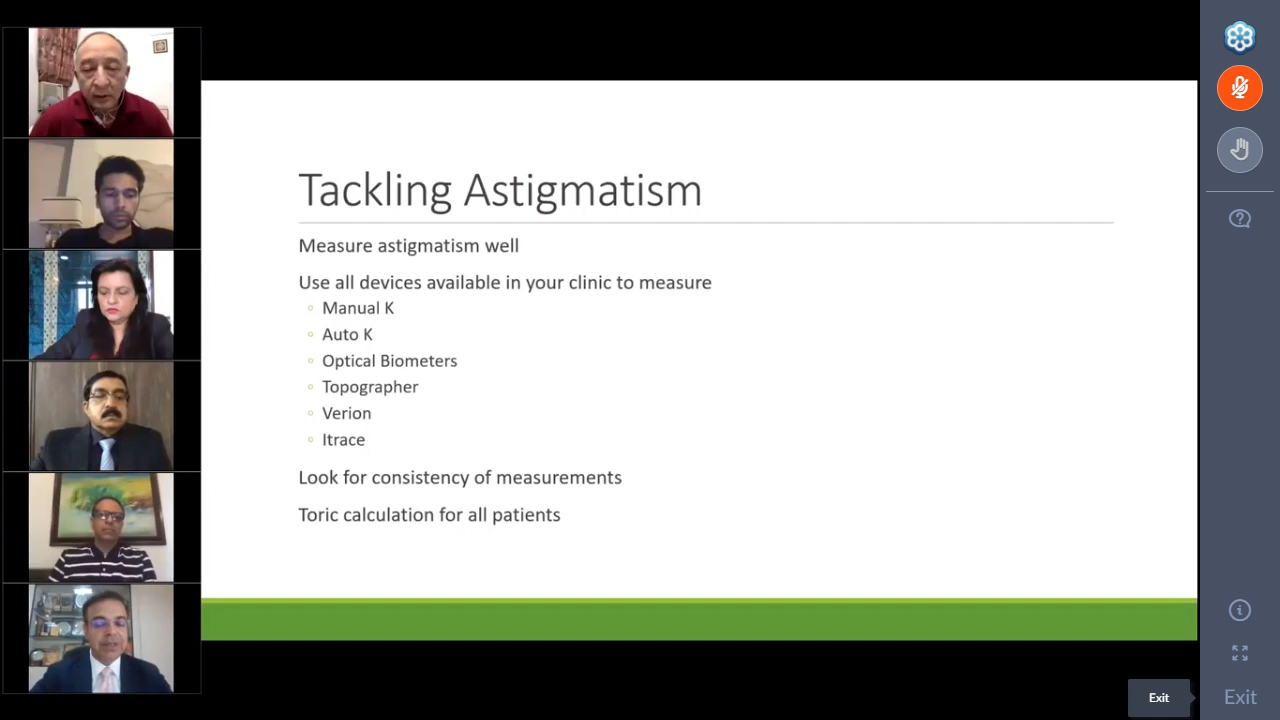 Tackling Astigmatism
Measure astigmatism well
Use all devices available in your clinic to measure
Manual K
Auto K
Optical Biometers
Topographer
Verion
Itrace
Look for consistency of measurements
Toric calculation for all patients
Exit
Exit